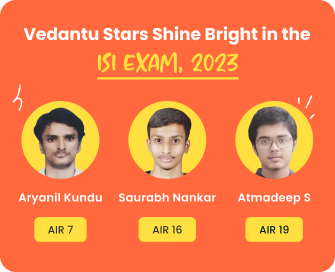 Vedantu Stars Shine Bright in the
ISI EXAM, 2023
Aryanil Kundu Saurabh Nankar Atmadeep S
AIR 7 AIR 16 AIR 19